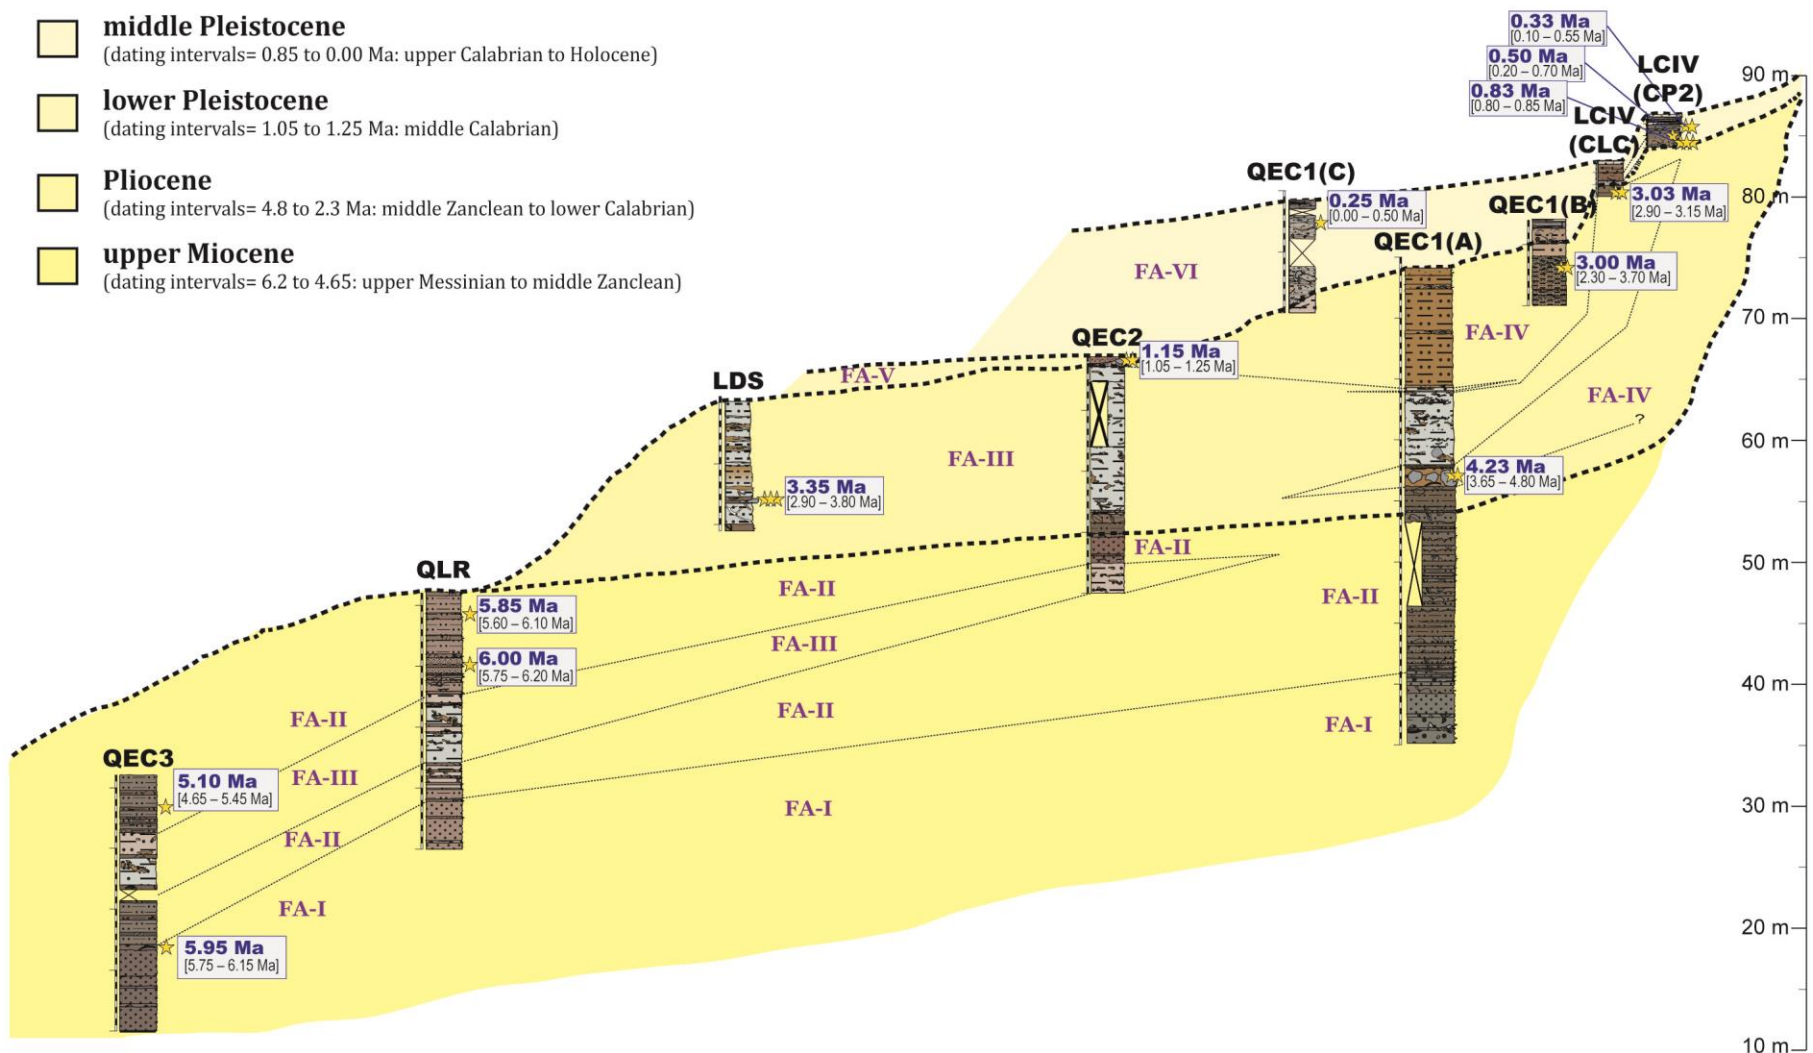 middle Pleistocene
(dating intervals= 0.85 to 0.00 Ma: upper Calabrian to Holocene)
lower Pleistocene
(dating intervals= 1.05 to 1.25 Ma: middle Calabrian)
Pliocene
(dating intervals= 4.8 to 2.3 Ma: middle Zanclean to lower Calabrian)
upper Miocene
(dating intervals= 6.2 to 4.65: upper Messinian to middle Zanclean)
0.33 Ma
[0.10 – 0.55 Ma]
0.50 Ma
[0.20 – 0.70 Ma]
0.83 Ma
[0.80 – 0.85 Ma]
LCIV
(CP2)
LCIV
(CLC)
90 m
QEC1(C)
0.25 Ma
[0.00 – 0.50 Ma]
QEC1(B)
3.03 Ma
[2.90 – 3.15 Ma]
80 m
QEC1(A)
3.00 Ma
[2.30 – 3.70 Ma]
FA-VI
70 m
QEC2
1.15 Ma
[1.05 – 1.25 Ma]
FA-IV
LDS
FA-V
FA-IV
?
60 m
FA-III
3.35 Ma
[2.90 – 3.80 Ma]
4.23 Ma
[3.65 – 4.80 Ma]
FA-II
50 m
QLR
5.85 Ma
[5.60 – 6.10 Ma]
FA-II
FA-II
6.00 Ma
[5.75 – 6.20 Ma]
FA-III
40 m
FA-II
FA-II
FA-I
QEC3
5.10 Ma
[4.65 – 5.45 Ma]
FA-III
FA-I
30 m
FA-II
FA-I
20 m
5.95 Ma
[5.75 – 6.15 Ma]
10 m